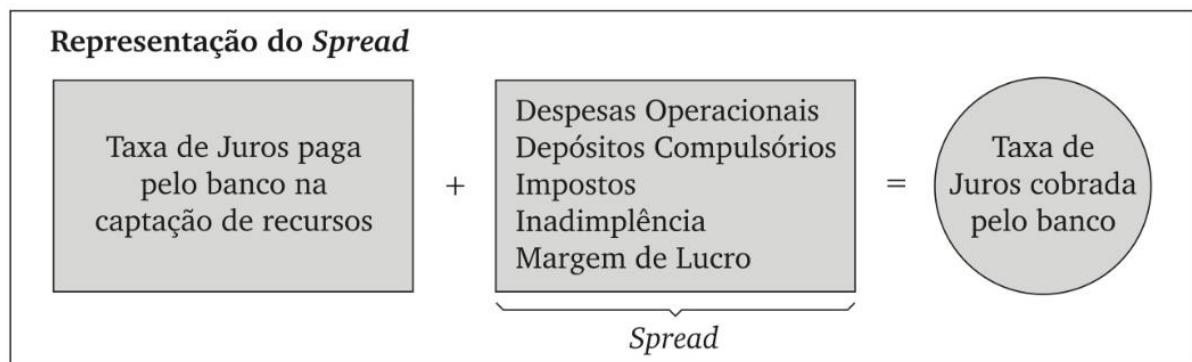 Representação do Spread
Taxa de Juros paga
pelo banco na
captação de recursos
+
Despesas Operacionais
Depósitos Compulsórios
Impostos
Inadimplência
Margem de Lucro
Spread
=
Taxa de
Juros cobrada
pelo banco